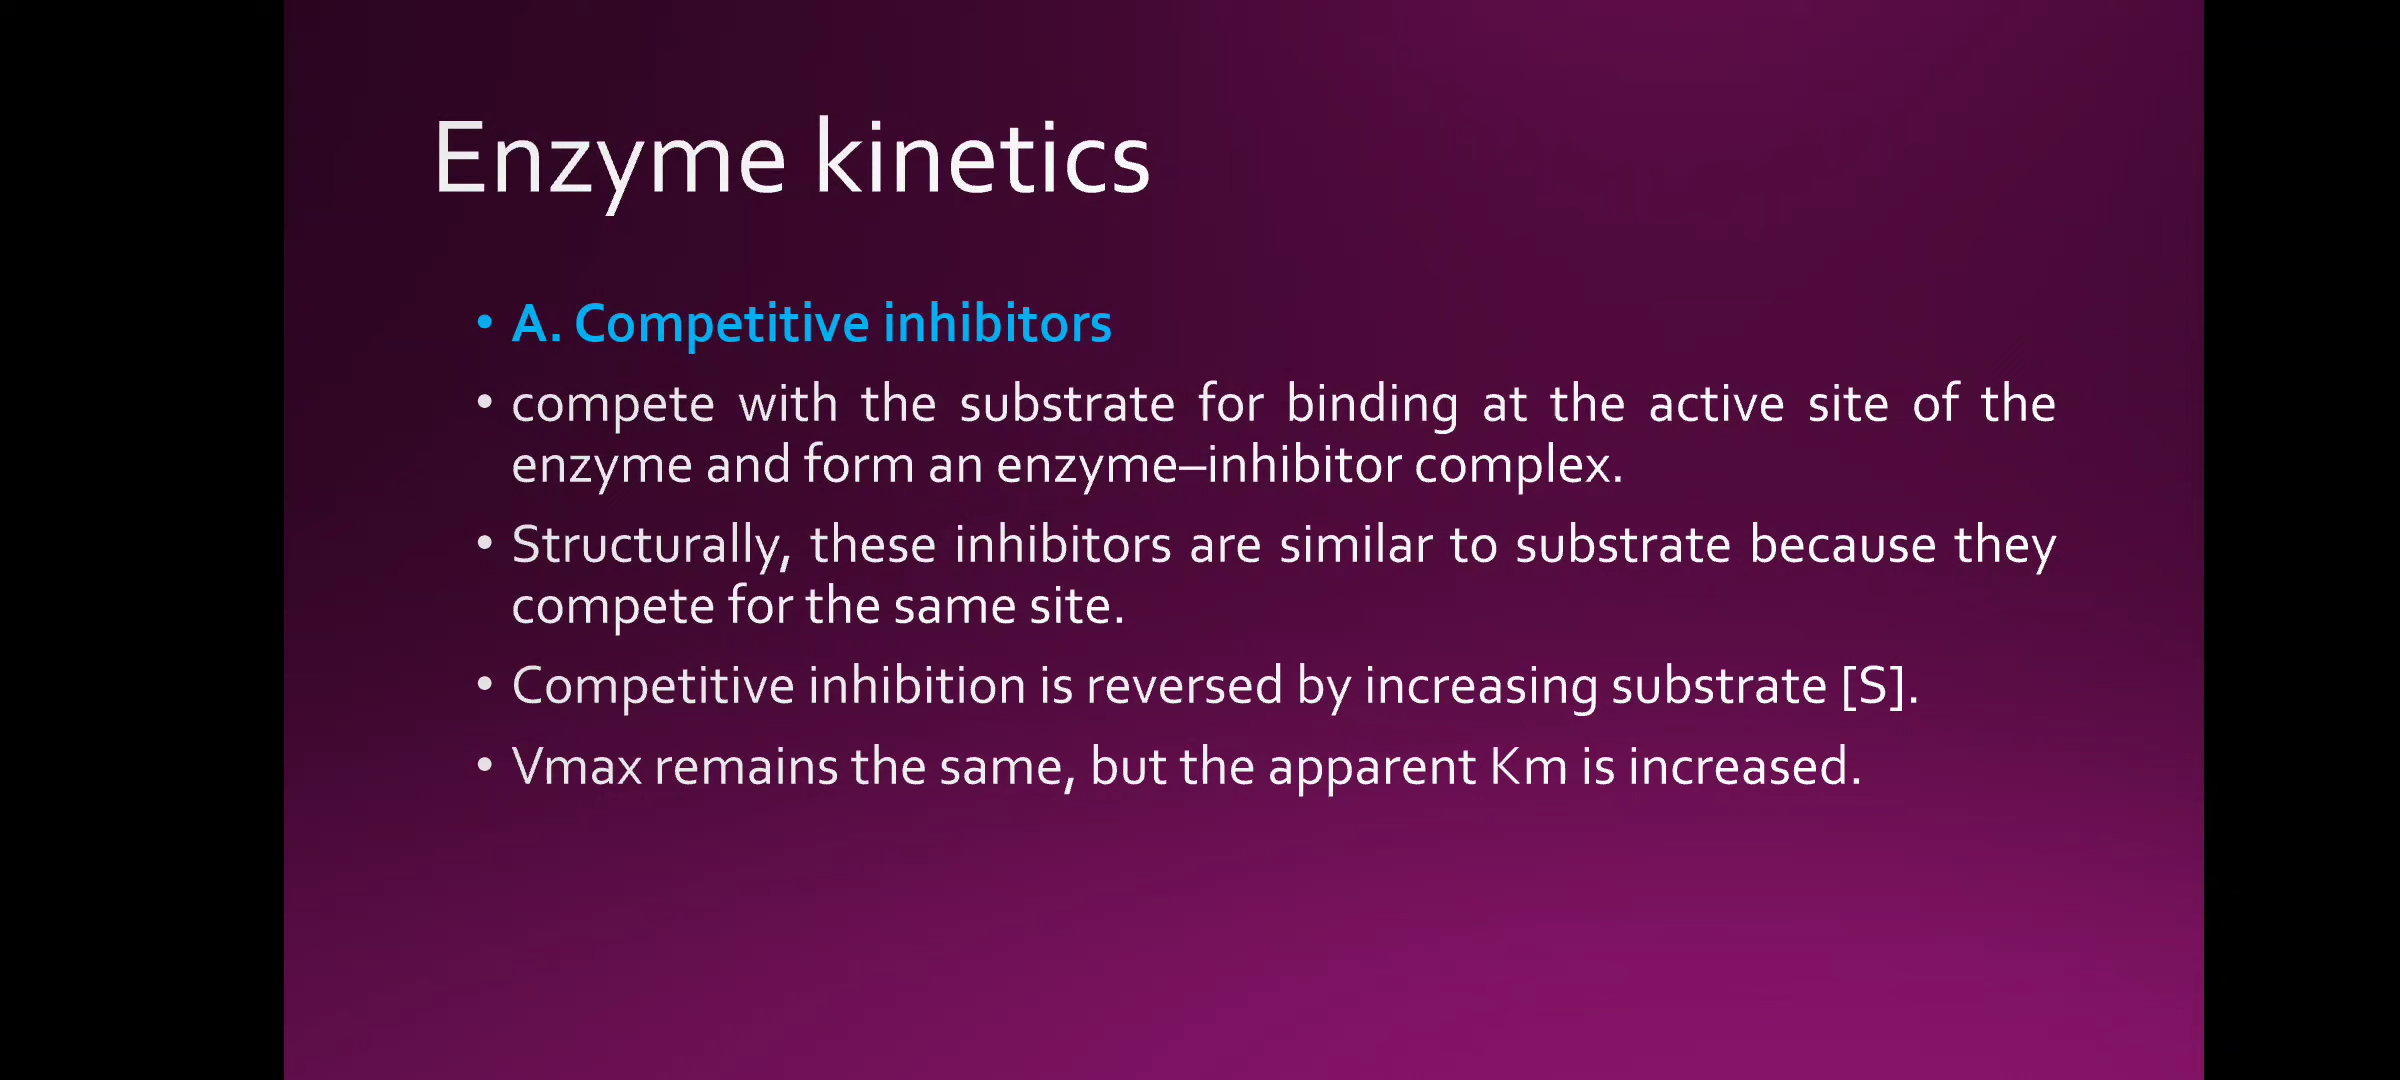 Enzyme kinetics
• A. Competitive inhibitors
• compete with the substrate for binding at the active site of the
enzyme and form an enzyme–inhibitor complex.
• Structurally, these inhibitors are similar to substrate because they
compete for the same site.
• Competitive inhibition is reversed by increasing substrate [S].
• Vmax remains the same, but the apparent Km is increased.